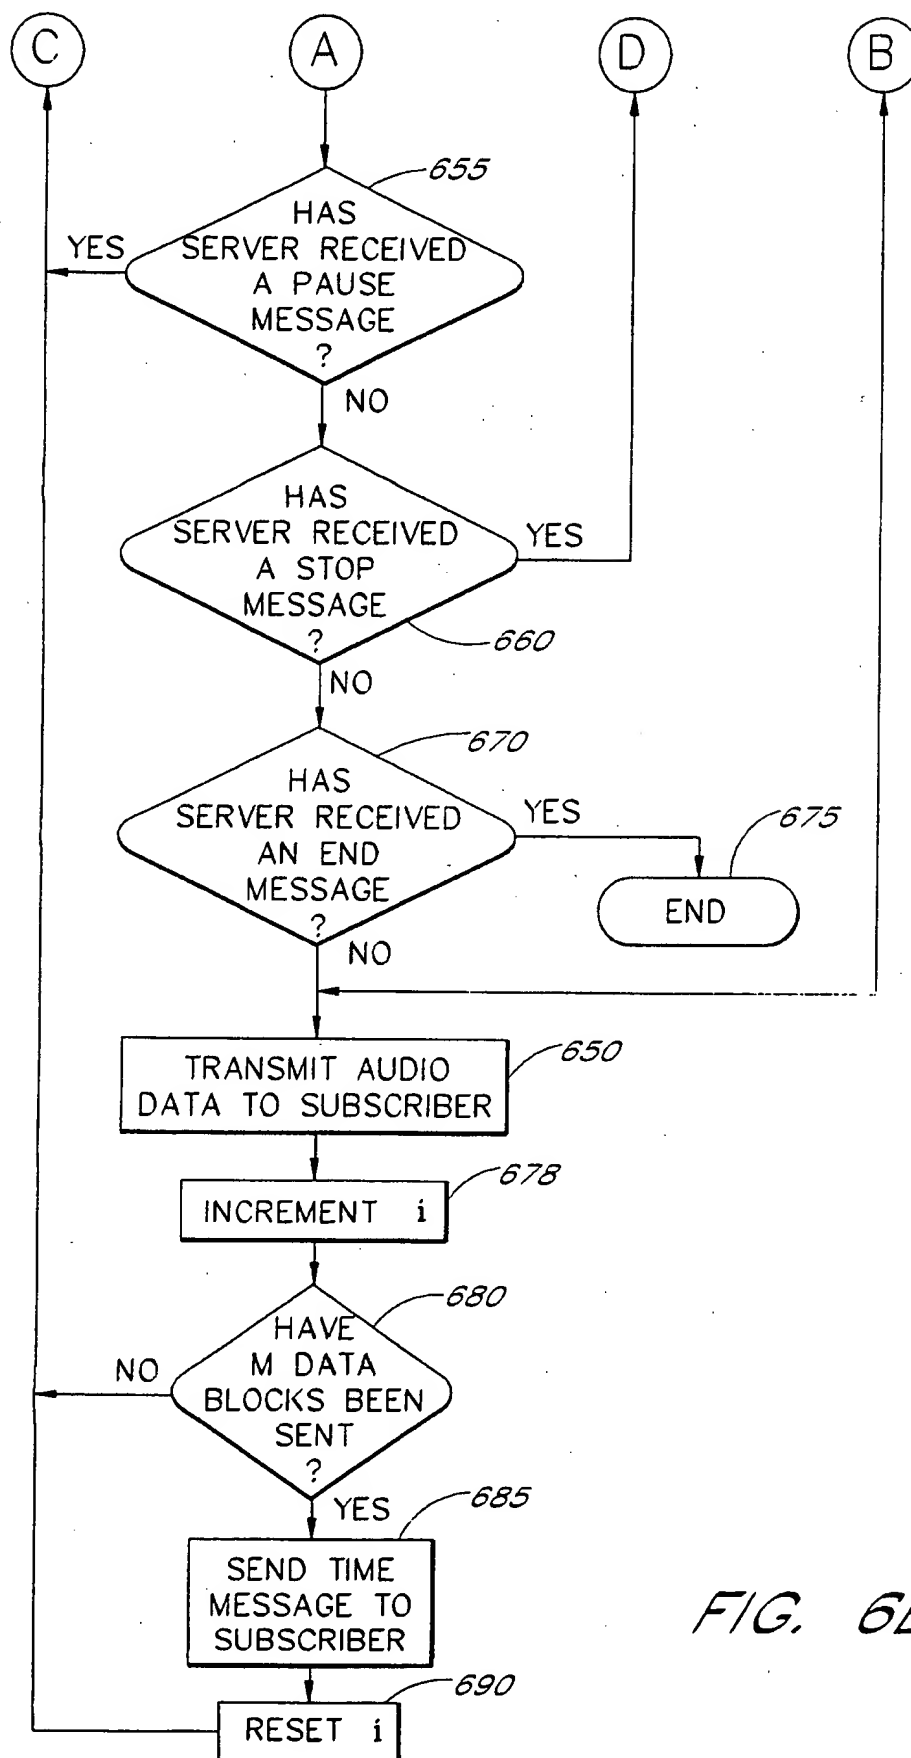 C
A
D
B
655
HAS
SERVER RECEIVED
A PAUSE
MESSAGE
?
YES
NO
HAS
SERVER RECEIVED
A STOP
MESSAGE
?
YES
660
NO
670
HAS
SERVER RECEIVED
AN END
MESSAGE
?
YES
675
END
NO
650
TRANSMIT AUDIO
DATA TO SUBSCRIBER
678
INCREMENT i
680
HAVE
M DATA
BLOCKS BEEN
SENT
?
NO
YES
685
SEND TIME
MESSAGE TO
SUBSCRIBER
690
RESET i
FIG.